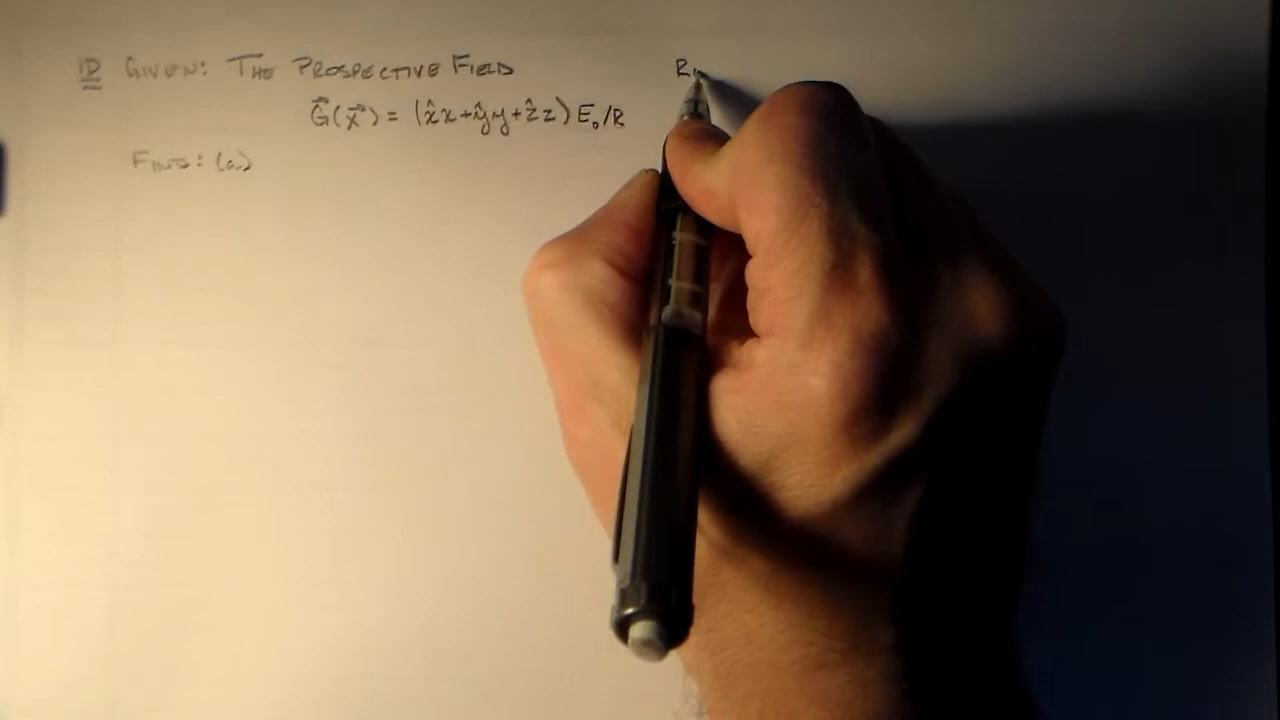 1D GIVEN: THE PROSPECTIVE FIELD
G⃗(x⃗) = (x̂x+ŷy+ẑz)E₀/R
FIND: (a)